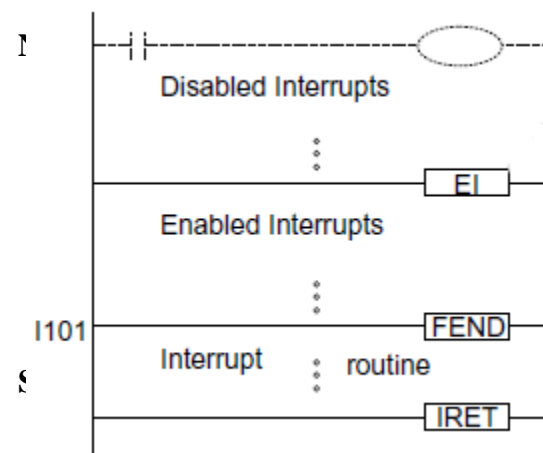 Disabled Interrupts
EI
Enabled Interrupts
FEND
I101
Interrupt routine
IRET